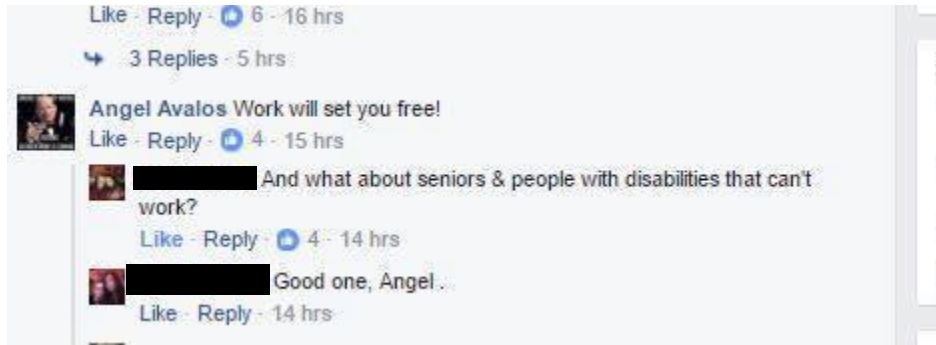 Like · Reply · 6 · 16 hrs
3 Replies · 5 hrs
Angel Avalos Work will set you free!
Like · Reply · 4 · 15 hrs
And what about seniors & people with disabilities that can't
work?
Like · Reply · 4 · 14 hrs
Good one, Angel .
Like · Reply · 14 hrs